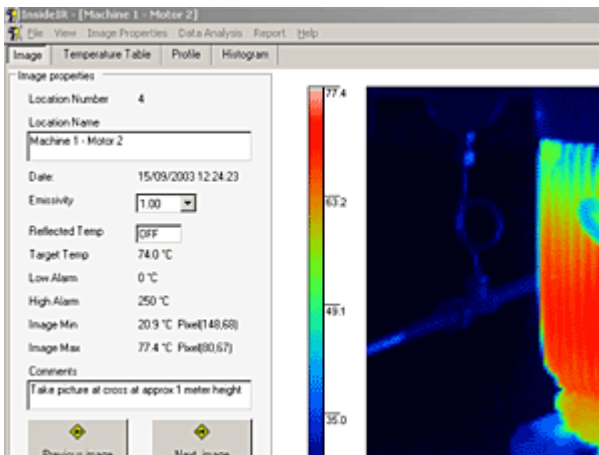 InsideIR - [Machine 1 - Motor 2]
File View Image Properties Data Analysis Report Help
Image Temperature Table Profile Histogram
Image properties
Location Number 4
Location Name
Machine 1 - Motor 2
Date: 15/09/2003 12:24:23
Emissivity 1.00
Reflected Temp OFF
Target Temp 74.0 °C
Low Alarm 0 °C
High Alarm 250 °C
Image Min 20.9 °C Pixel(148,68)
Image Max 77.4 °C Pixel(80,67)
Comments
Take picture at cross at approx 1 meter height
Previous image Next image
77.4
63.2
49.1
35.0